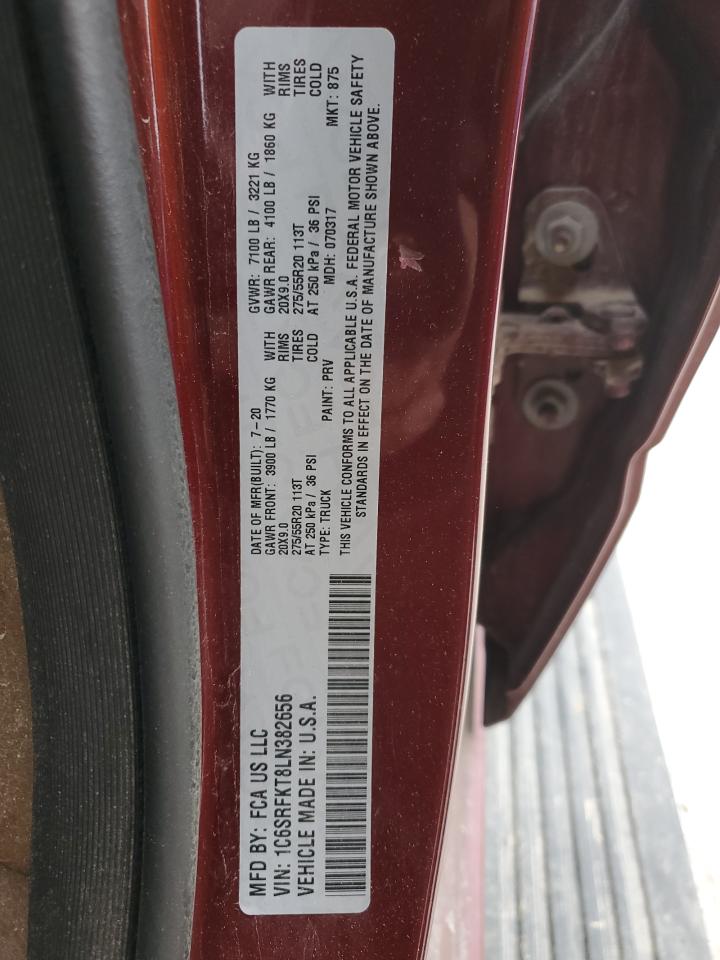 MFD BY: FCA US LLC
VIN: 1C6SRFKT8LN382656
VEHICLE MADE IN: U.S.A.
DATE OF MFR(BUILT): 7-20 GVWR: 7100 LB / 3221 KG
GAWR FRONT: 3900 LB / 1770 KG WITH GAWR REAR: 4100 LB / 1860 KG WITH
20X9.0 RIMS 20X9.0 RIMS
275/55R20 113T TIRES 275/55R20 113T TIRES
AT 250 kPa / 36 PSI COLD AT 250 kPa / 36 PSI COLD
TYPE: TRUCK PAINT: PRV MDH: 070317 MKT: 875
THIS VEHICLE CONFORMS TO ALL APPLICABLE U.S.A. FEDERAL MOTOR VEHICLE SAFETY
STANDARDS IN EFFECT ON THE DATE OF MANUFACTURE SHOWN ABOVE.